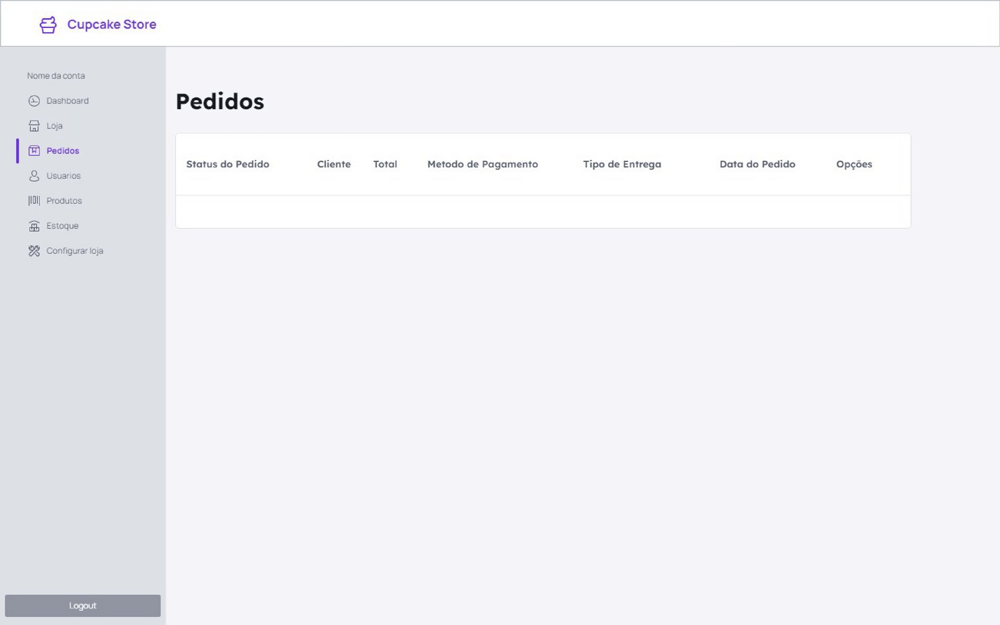 Cupcake Store
Nome da conta
Dashboard
Loja
Pedidos
Usuarios
Produtos
Estoque
Configurar loja
Logout
Pedidos
Status do Pedido Cliente Total Metodo de Pagamento Tipo de Entrega Data do Pedido Opções